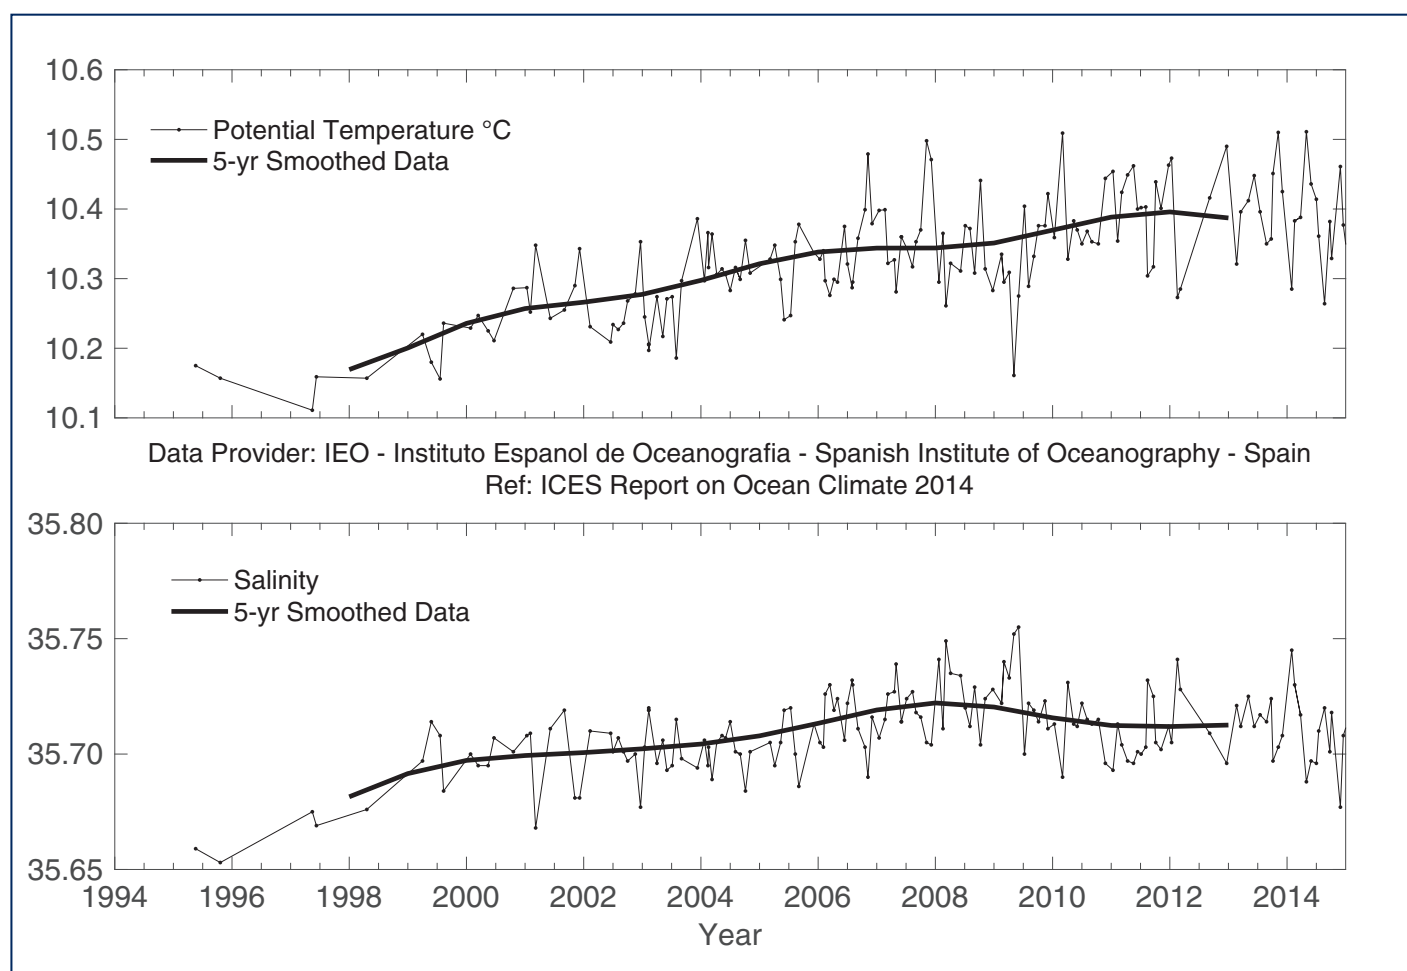 10.6
10.5
10.4
10.3
10.2
10.1
Potential Temperature °C
5-yr Smoothed Data
Data Provider: IEO - Instituto Espanol de Oceanografia - Spanish Institute of Oceanography - Spain
Ref: ICES Report on Ocean Climate 2014
35.80
35.75
35.70
35.65
Salinity
5-yr Smoothed Data
1994 1996 1998 2000 2002 2004 2006 2008 2010 2012 2014
Year